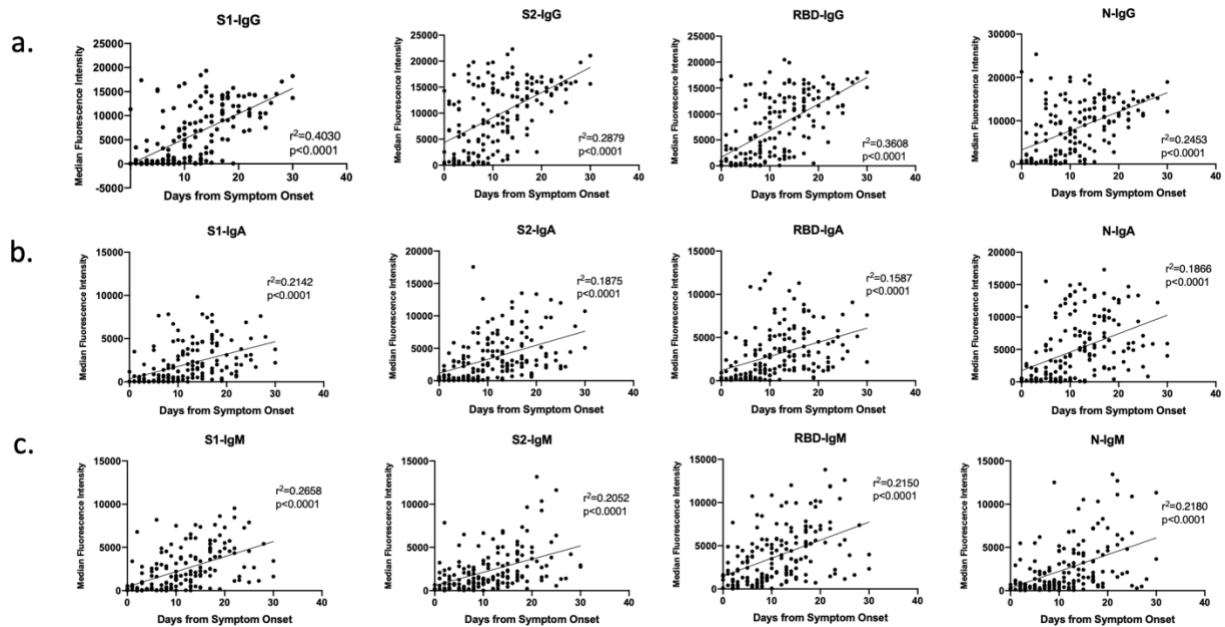 a.
S1-IgG
Median Fluorescence Intensity
25000
20000
15000
10000
5000
0
-5000
r²=0.4030
p<0.0001
0 10 20 30 40
Days from Symptom Onset
S2-IgG
Median Fluorescence Intensity
25000
20000
15000
10000
5000
0
r²=0.2879
p<0.0001
0 10 20 30 40
Days from Symptom Onset
RBD-IgG
Median Fluorescence Intensity
25000
20000
15000
10000
5000
0
r²=0.3608
p<0.0001
0 10 20 30 40
Days from Symptom Onset
N-IgG
Median Fluorescence Intensity
30000
20000
10000
0
r²=0.2453
p<0.0001
0 10 20 30 40
Days from Symptom Onset
b.
S1-IgA
Median Fluorescence Intensity
15000
10000
5000
0
r²=0.2142
p<0.0001
0 10 20 30 40
Days from Symptom Onset
S2-IgA
Median Fluorescence Intensity
20000
15000
10000
5000
0
r²=0.1875
p<0.0001
0 10 20 30 40
Days from Symptom Onset
RBD-IgA
Median Fluorescence Intensity
15000
10000
5000
0
r²=0.1587
p<0.0001
0 10 20 30 40
Days from Symptom Onset
N-IgA
Median Fluorescence Intensity
20000
15000
10000
5000
0
r²=0.1866
p<0.0001
0 10 20 30 40
Days from Symptom Onset
c.
S1-IgM
Median Fluorescence Intensity
15000
10000
5000
0
r²=0.2658
p<0.0001
0 10 20 30 40
Days from Symptom Onset
S2-IgM
Median Fluorescence Intensity
15000
10000
5000
0
r²=0.2052
p<0.0001
0 10 20 30 40
Days from Symptom Onset
RBD-IgM
Median Fluorescence Intensity
15000
10000
5000
0
r²=0.2150
p<0.0001
0 10 20 30 40
Days from Symptom Onset
N-IgM
Median Fluorescence Intensity
15000
10000
5000
0
r²=0.2180
p<0.0001
0 10 20 30 40
Days from Symptom Onset